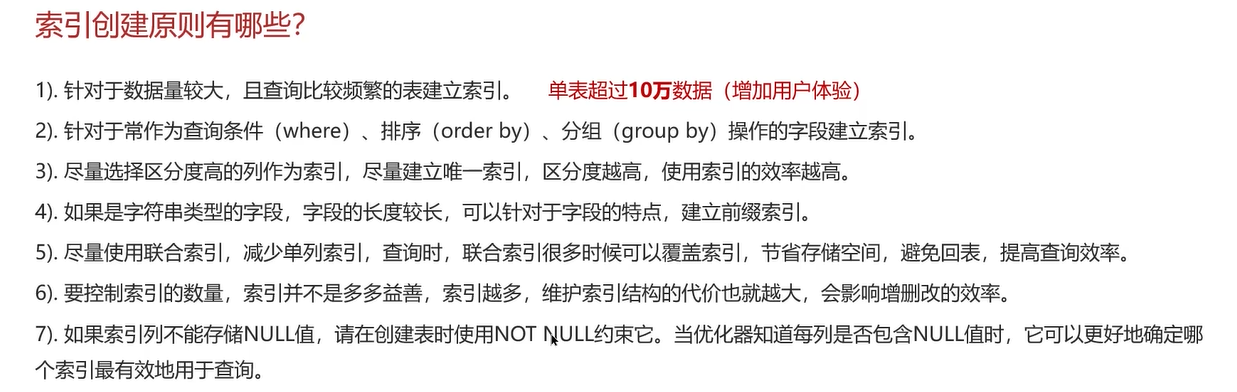 索引创建原则有哪些？
1). 针对于数据量较大，且查询比较频繁的表建立索引。 单表超过10万数据（增加用户体验）
2). 针对于常作为查询条件（where）、排序（order by）、分组（group by）操作的字段建立索引。
3). 尽量选择区分度高的列作为索引，尽量建立唯一索引，区分度越高，使用索引的效率越高。
4). 如果是字符串类型的字段，字段的长度较长，可以针对于字段的特点，建立前缀索引。
5). 尽量使用联合索引，减少单列索引，查询时，联合索引很多时候可以覆盖索引，节省存储空间，避免回表，提高查询效率。
6). 要控制索引的数量，索引并不是多多益善，索引越多，维护索引结构的代价也就越大，会影响增删改的效率。
7). 如果索引列不能存储NULL值，请在创建表时使用NOT NULL约束它。当优化器知道每列是否包含NULL值时，它可以更好地确定哪
个索引最有效地用于查询。